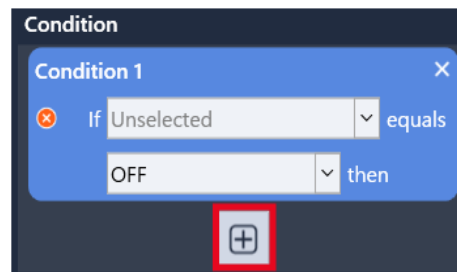 Condition
Condition 1
If Unselected equals
OFF then